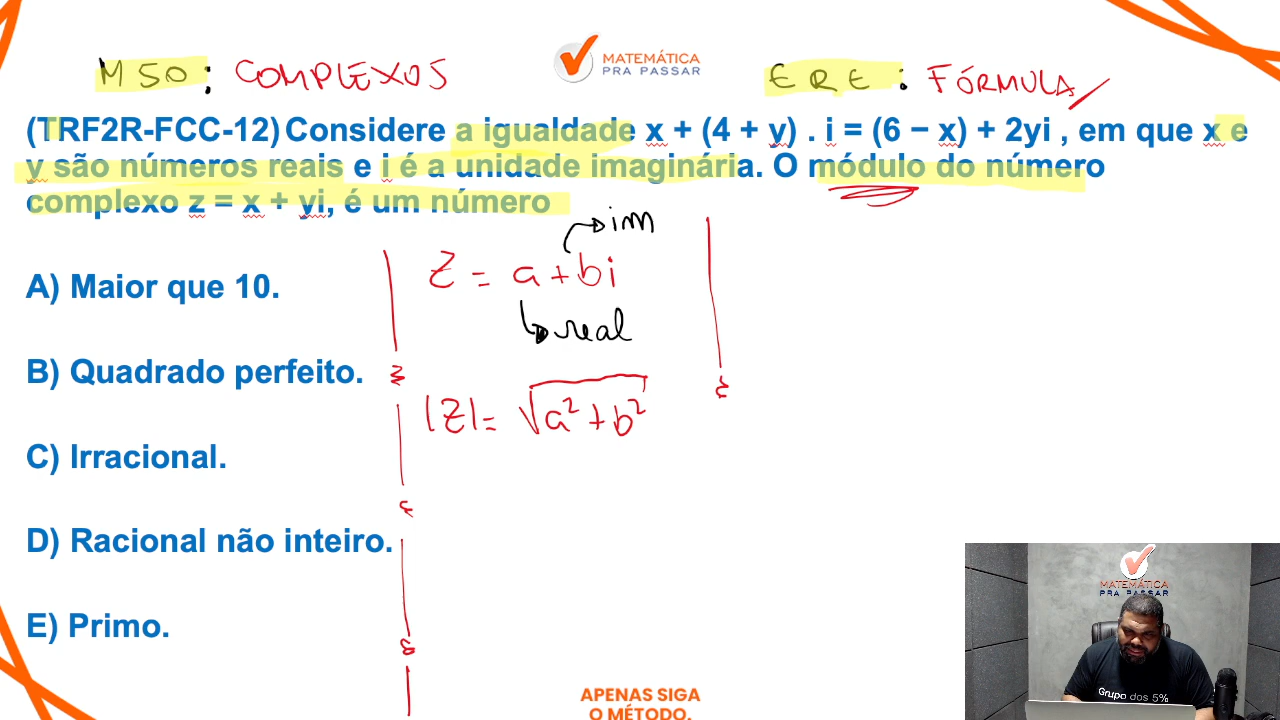 M50 : COMPLEXOS
MATEMÁTICA
PRA PASSAR
ERE : FÓRMULA
(TRF2R-FCC-12) Considere a igualdade x + (4 + y) . i = (6 − x) + 2yi , em que x e
y são números reais e i é a unidade imaginária. O módulo do número
complexo z = x + yi, é um número
im
Z = a + bi
real
|Z| = √a² + b²
A) Maior que 10.
B) Quadrado perfeito.
C) Irracional.
D) Racional não inteiro.
E) Primo.
MATEMÁTICA
PRA PASSAR
Grupo dos 5%
APENAS SIGA
O MÉTODO.